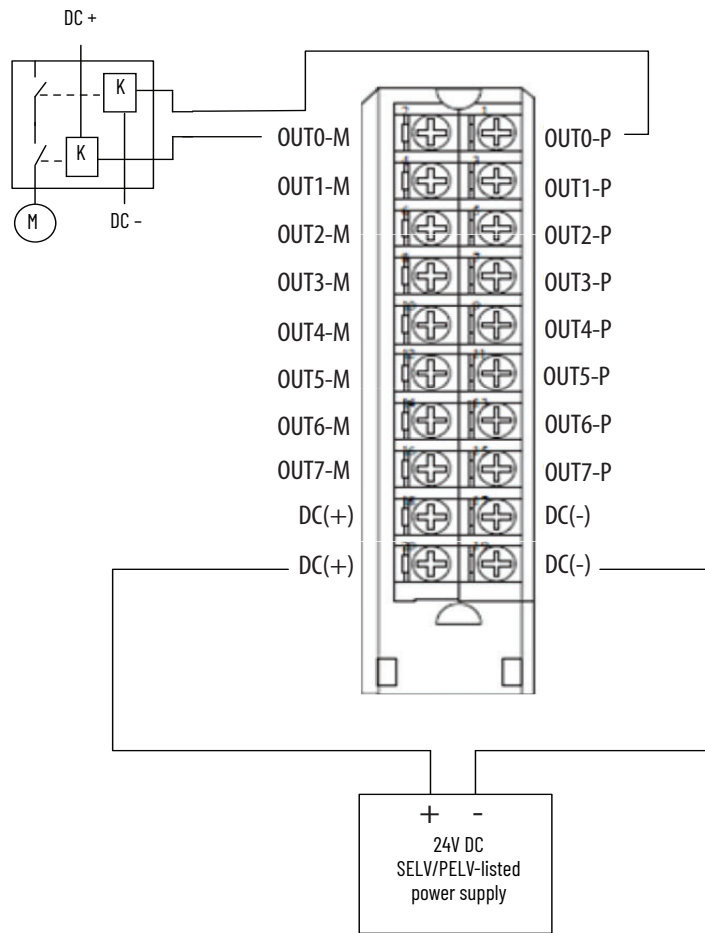 DC +
K
K
M
DC –
OUT0-M
OUT0-P
OUT1-M
OUT1-P
OUT2-M
OUT2-P
OUT3-M
OUT3-P
OUT4-M
OUT4-P
OUT5-M
OUT5-P
OUT6-M
OUT6-P
OUT7-M
OUT7-P
DC(+)
DC(-)
DC(+)
DC(-)
+ -
24V DC
SELV/PELV-listed
power supply